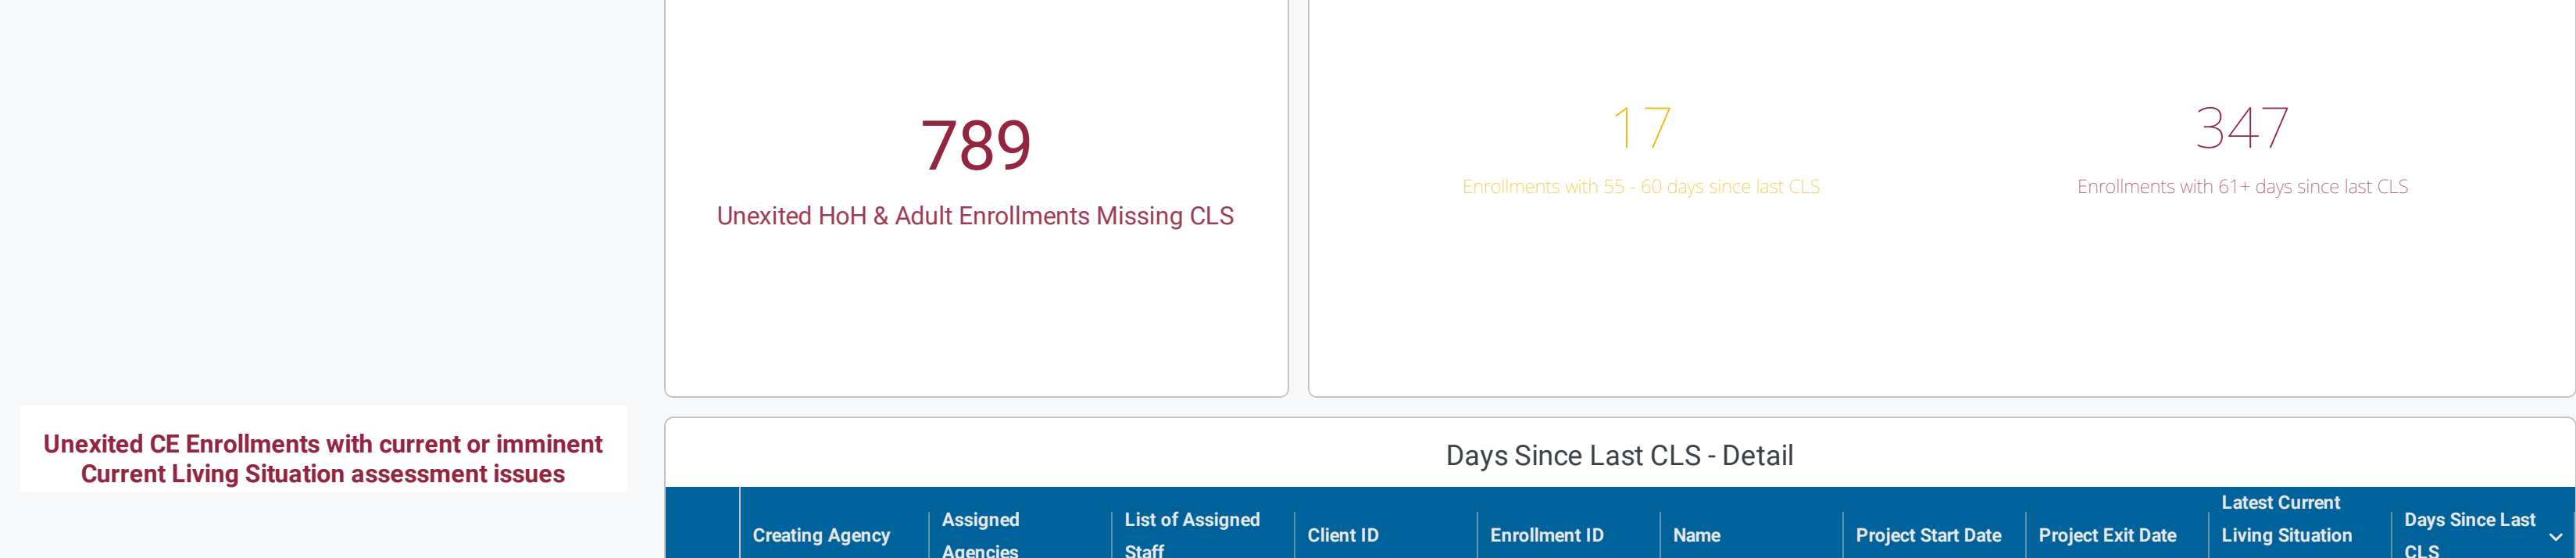 789
Unexited HoH & Adult Enrollments Missing CLS
17
Enrollments with 55 - 60 days since last CLS
347
Enrollments with 61+ days since last CLS
Unexited CE Enrollments with current or imminent
Current Living Situation assessment issues
Days Since Last CLS - Detail
Creating Agency
Assigned
Agencies
List of Assigned
Staff
Client ID
Enrollment ID
Name
Project Start Date
Project Exit Date
Latest Current
Living Situation
Days Since Last
CLS